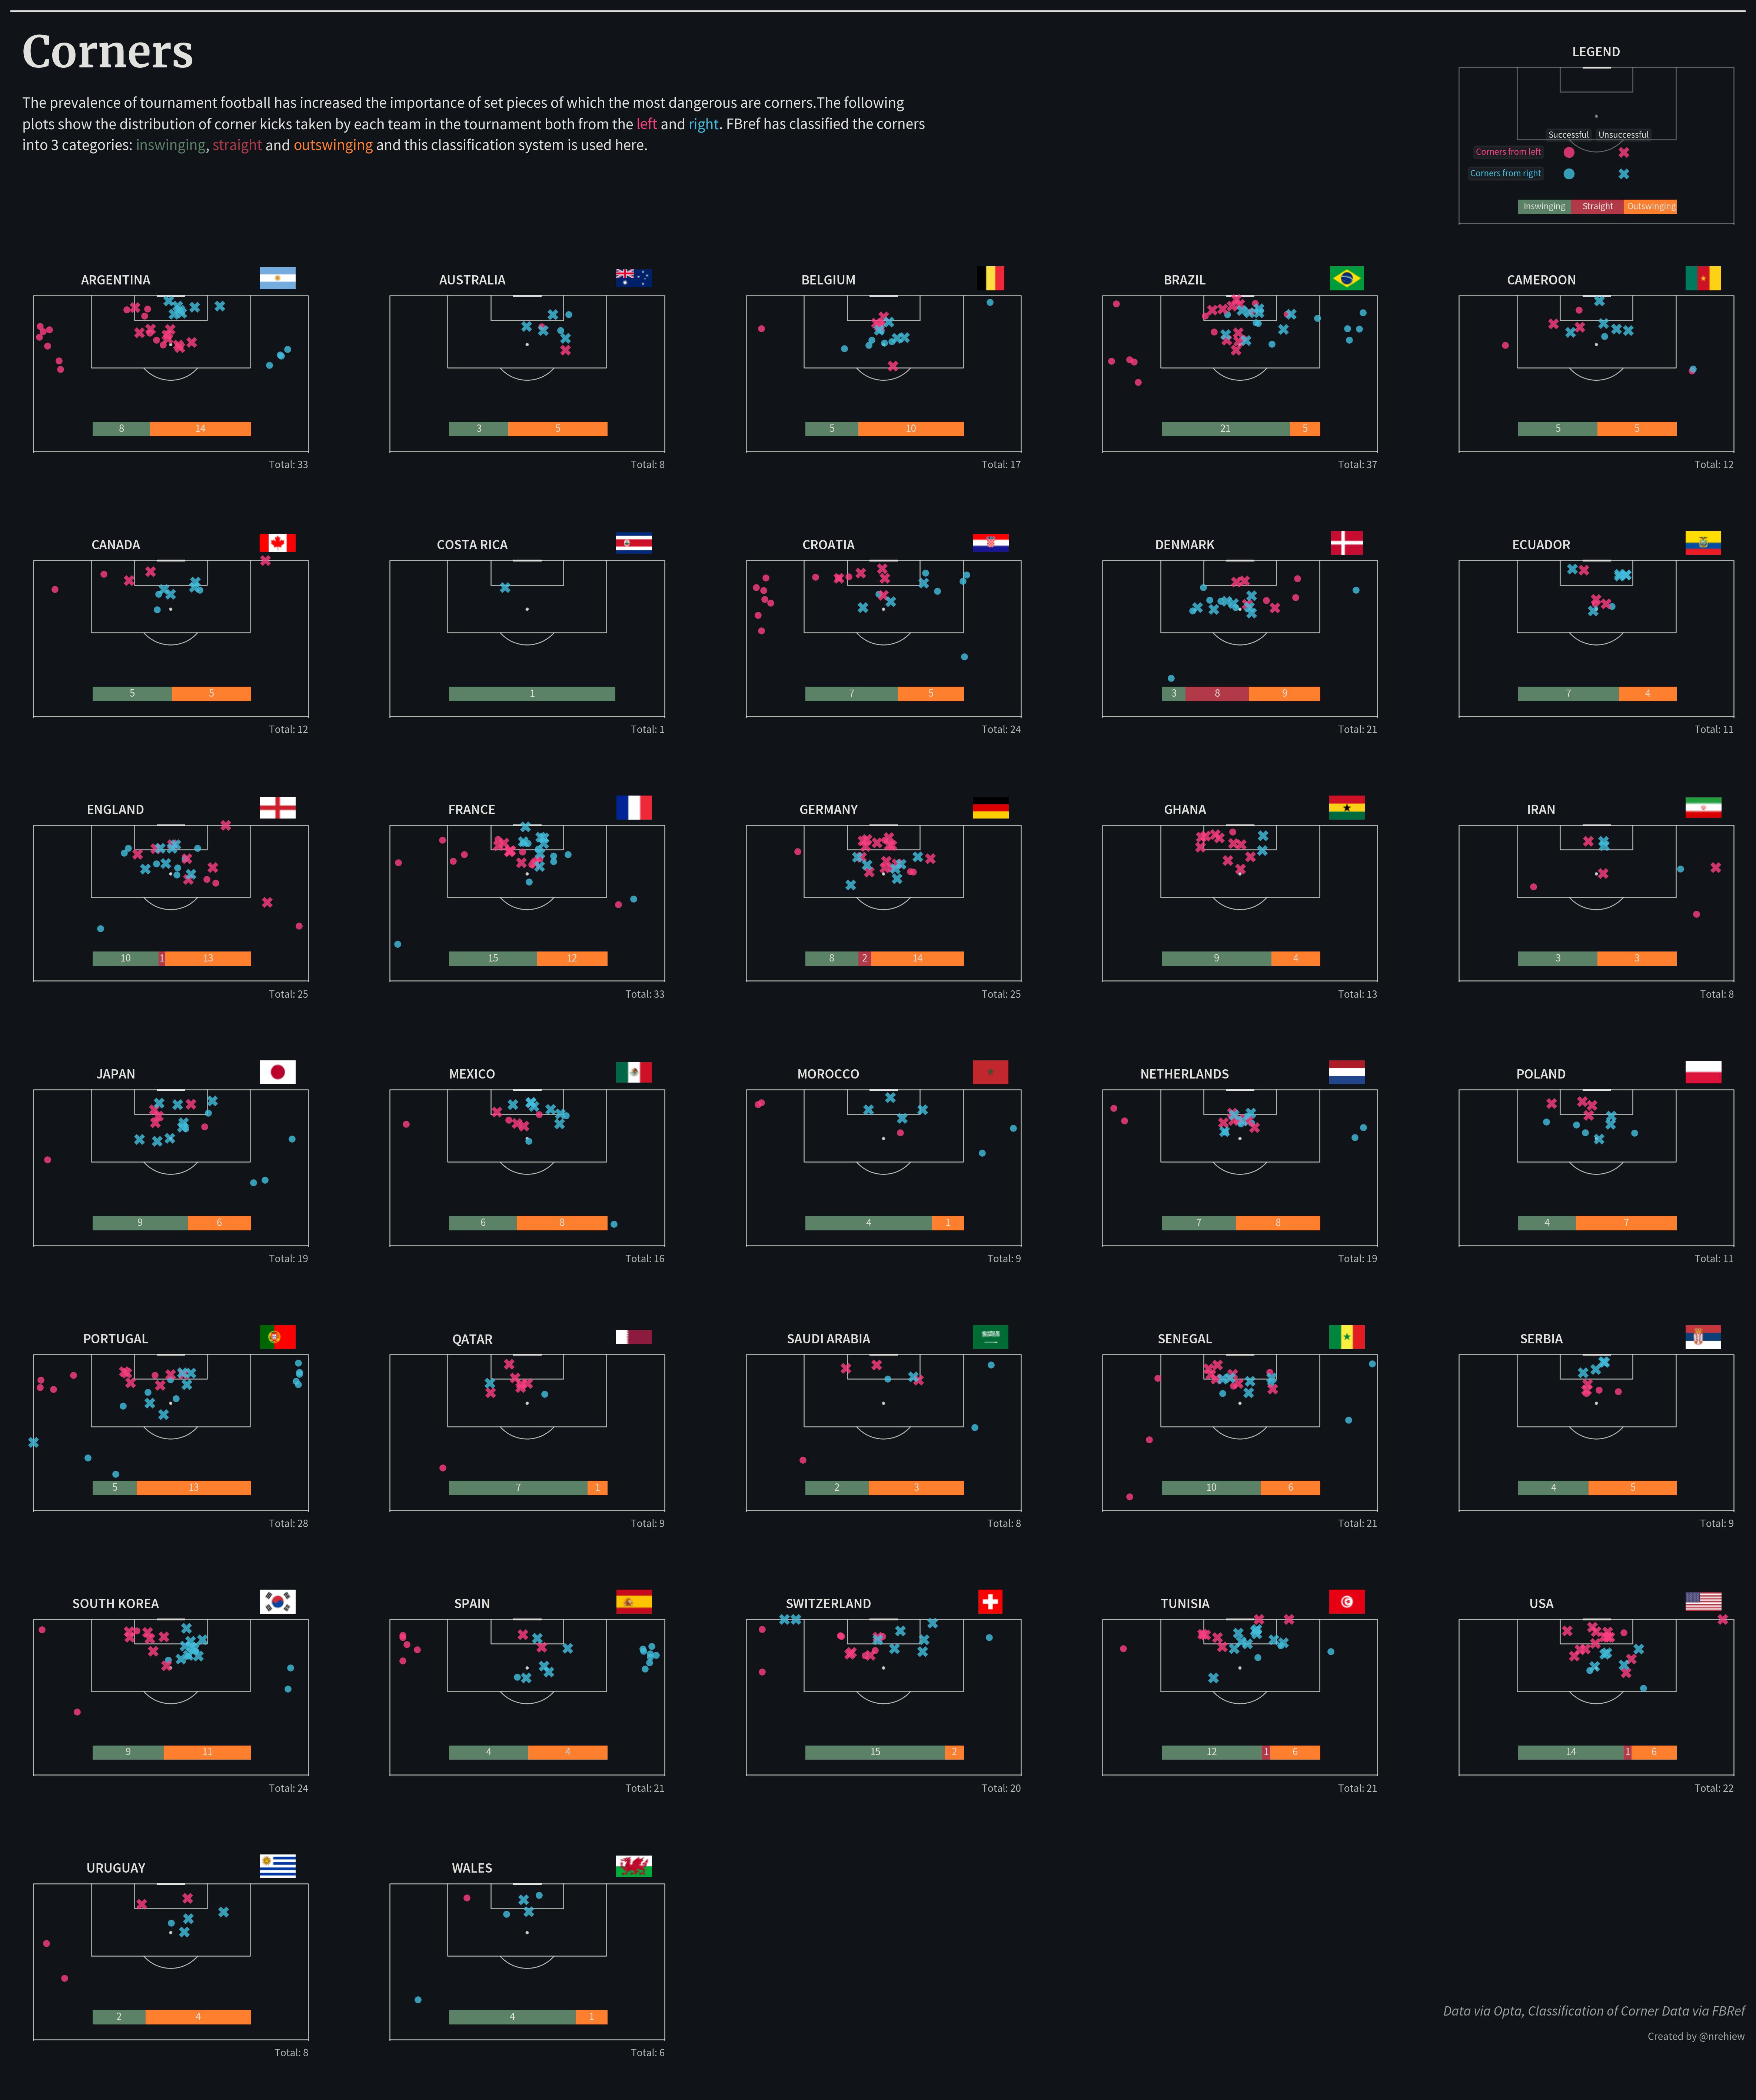 Corners
The prevalence of tournament football has increased the importance of set pieces of which the most dangerous are corners.The following
plots show the distribution of corner kicks taken by each team in the tournament both from the left and right. FBref has classified the corners
into 3 categories: inswinging, straight and outswinging and this classification system is used here.
LEGEND
Successful Unsuccessful
Corners from left
Corners from right
Inswinging Straight Outswinging
ARGENTINA
8 14
Total: 33
AUSTRALIA
3 5
Total: 8
BELGIUM
5 10
Total: 17
BRAZIL
21 5
Total: 37
CAMEROON
5 5
Total: 12
CANADA
5 5
Total: 12
COSTA RICA
1
Total: 1
CROATIA
7 5
Total: 24
DENMARK
3 8 9
Total: 21
ECUADOR
7 4
Total: 11
ENGLAND
10 1 13
Total: 25
FRANCE
15 12
Total: 33
GERMANY
8 2 14
Total: 25
GHANA
9 4
Total: 13
IRAN
3 3
Total: 8
JAPAN
9 6
Total: 19
MEXICO
6 8
Total: 16
MOROCCO
4 1
Total: 9
NETHERLANDS
7 8
Total: 19
POLAND
4 7
Total: 11
PORTUGAL
5 13
Total: 28
QATAR
7 1
Total: 9
SAUDI ARABIA
2 3
Total: 8
SENEGAL
10 6
Total: 21
SERBIA
4 5
Total: 9
SOUTH KOREA
9 11
Total: 24
SPAIN
4 4
Total: 21
SWITZERLAND
15 2
Total: 20
TUNISIA
12 1 6
Total: 21
USA
14 1 6
Total: 22
URUGUAY
2 4
Total: 8
WALES
4 1
Total: 6
Data via Opta, Classification of Corner Data via FBRef
Created by @nrehiew